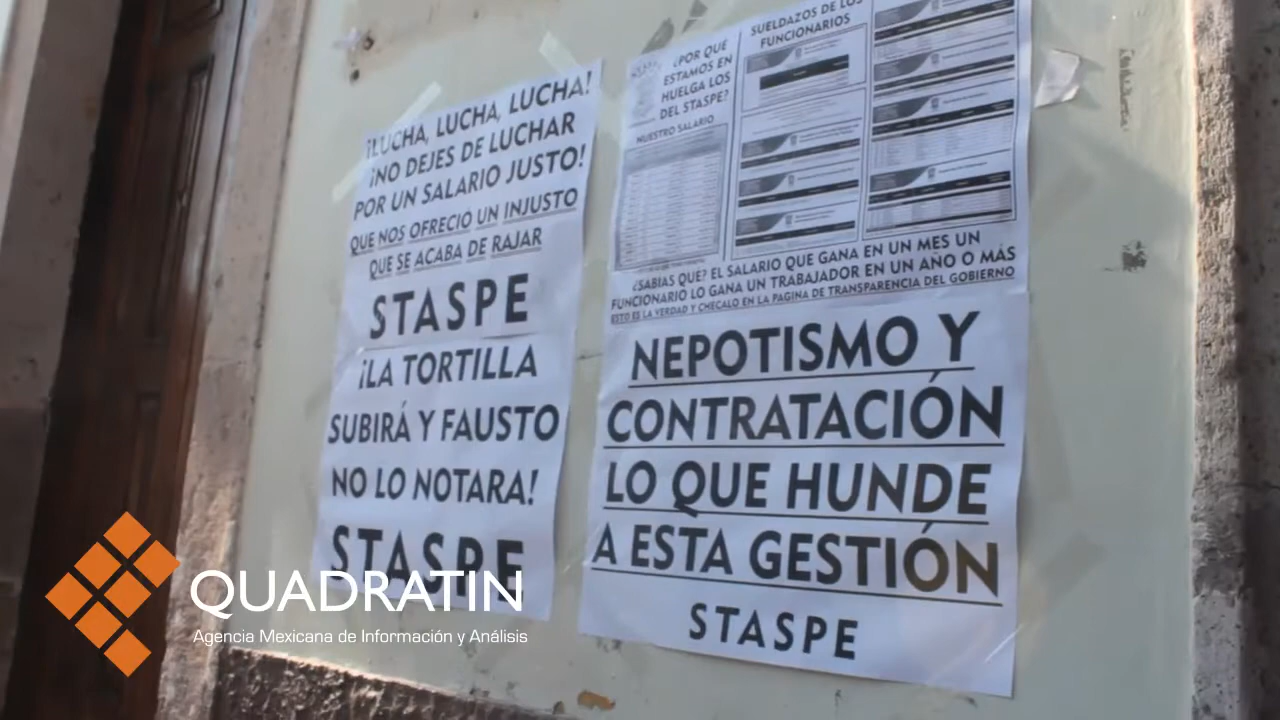 ¡LUCHA, LUCHA, LUCHA!
¡NO DEJES DE LUCHAR
POR UN SALARIO JUSTO!
QUE NOS OFRECIÓ UN INJUSTO
QUE SE ACABA DE RAJAR
STASPE
¡LA TORTILLA
SUBIRÁ Y FAUSTO
NO LO NOTARA!
STASPE
¿POR QUÉ
ESTAMOS EN
HUELGA LOS
DEL STASPE?
NUESTRO SALARIO
SUELDAZOS DE LOS
FUNCIONARIOS
¿SABIAS QUE? EL SALARIO QUE GANA EN UN MES UN
FUNCIONARIO LO GANA UN TRABAJADOR EN UN AÑO O MÁS
ESTO ES LA VERDAD Y CHECALO EN LA PAGINA DE TRANSPARENCIA DEL GOBIERNO
NEPOTISMO Y
CONTRATACIÓN
LO QUE HUNDE
A ESTA GESTIÓN
STASPE
QUADRATIN
Agencia Mexicana de Información y Análisis